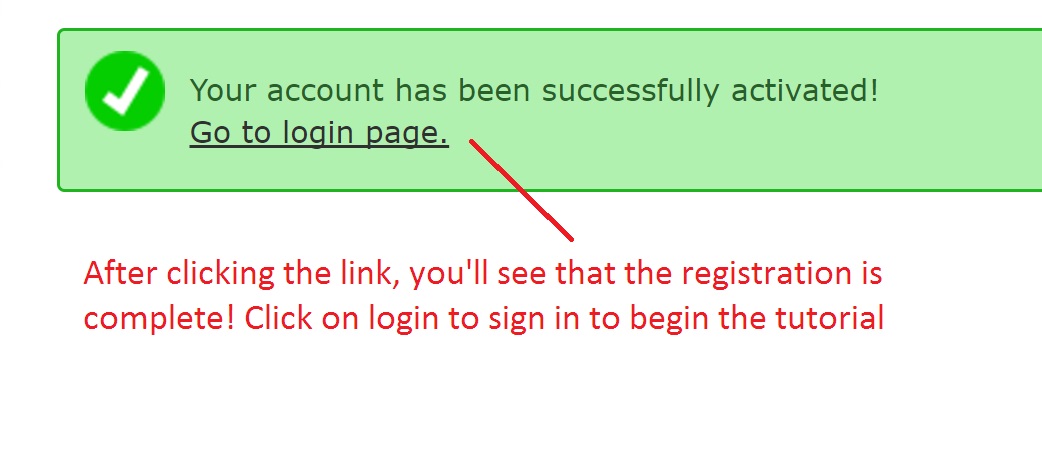 Your account has been successfully activated!
Go to login page.
After clicking the link, you'll see that the registration is
complete! Click on login to sign in to begin the tutorial